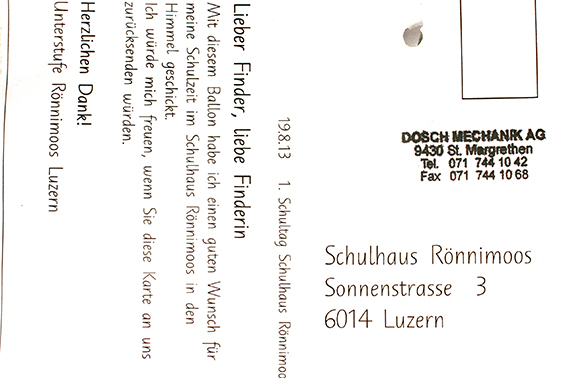 Lieber Finder, liebe Finderin
Mit diesem Ballon habe ich einen guten Wunsch für
meine Schulzeit im Schulhaus Rönnimoos in den
Himmel geschickt.
Ich würde mich freuen, wenn Sie diese Karte an uns
zurücksenden würden.
Herzlichen Dank!
Unterstufe Rönnimoos Luzern
19.8.13 1. Schultag Schulhaus Rönnimoo
DOSCH MECHANIK AG
9430 St. Margrethen
Tel. 071 744 10 42
Fax 071 744 10 68
Schulhaus Rönnimoos
Sonnenstrasse 3
6014 Luzern